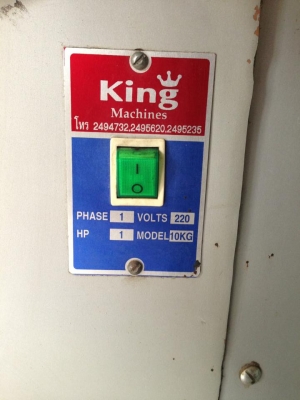 King
Machines
โทร 2494732,2495620,2495235
PHASE 1 VOLTS 220
HP 1 MODEL 10KG